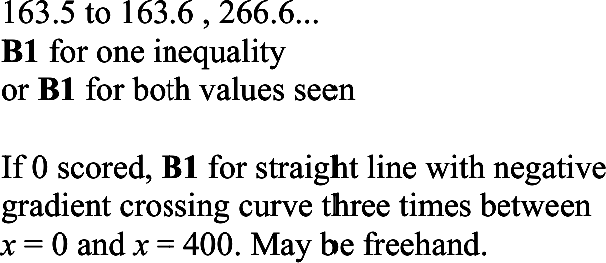 163.5 to 163.6 , 266.6...
B1 for one inequality
or B1 for both values seen
If 0 scored, B1 for straight line with negative
gradient crossing curve three times between
x = 0 and x = 400. May be freehand.